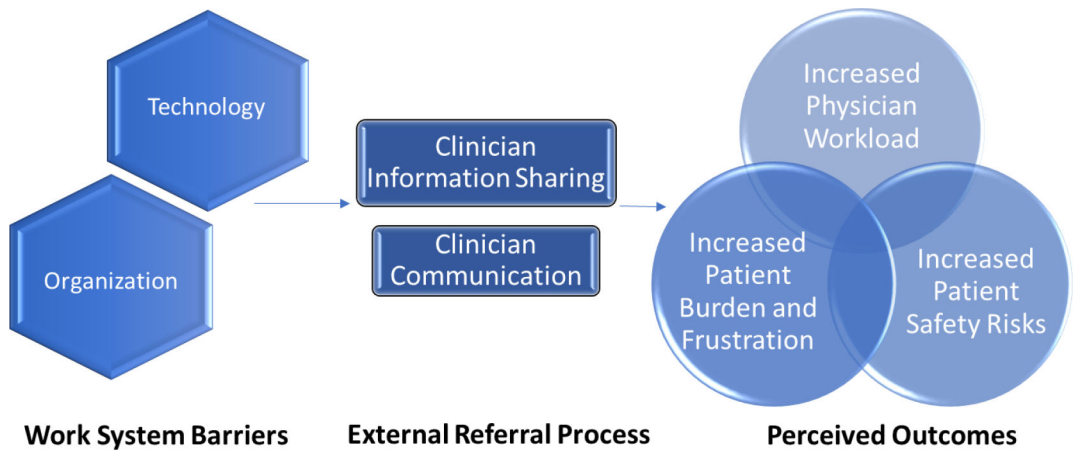 Technology
Organization
Work System Barriers
Clinician
Information Sharing
Clinician
Communication
External Referral Process
Increased
Physician
Workload
Increased
Patient
Burden and
Frustration
Increased
Patient
Safety Risks
Perceived Outcomes